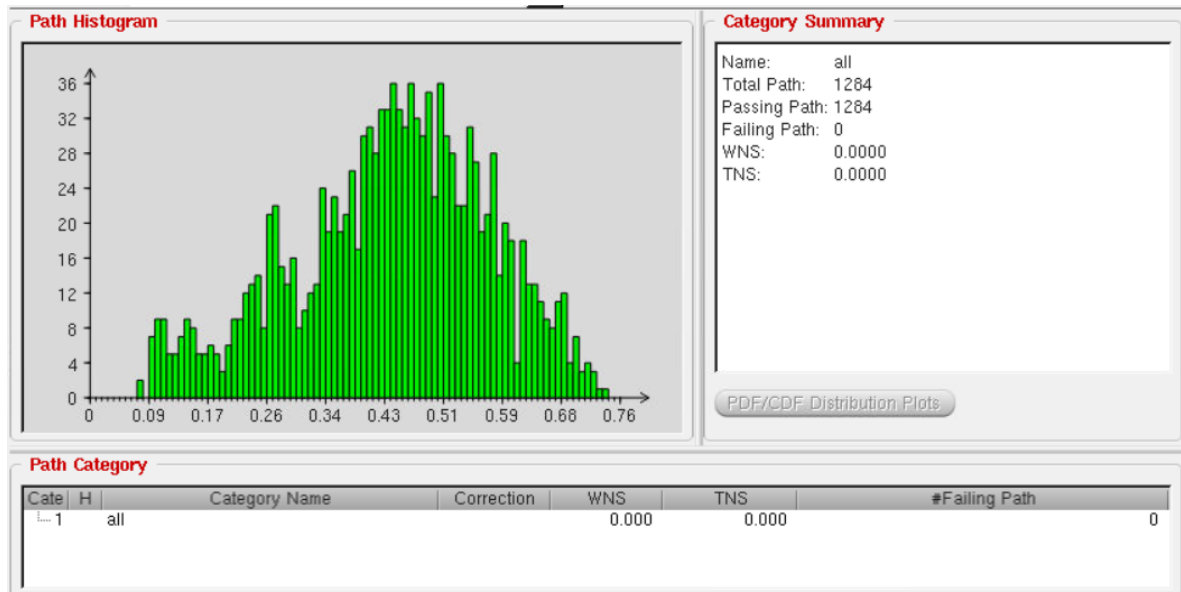 Path Histogram
36
32
28
24
20
16
12
8
4
0
0 0.09 0.17 0.26 0.34 0.43 0.51 0.59 0.68 0.76
Category Summary
Name: all
Total Path: 1284
Passing Path: 1284
Failing Path: 0
WNS: 0.0000
TNS: 0.0000
PDF/CDF Distribution Plots
Path Category
Cate H Category Name Correction WNS TNS #Failing Path
1 all 0.000 0.000 0